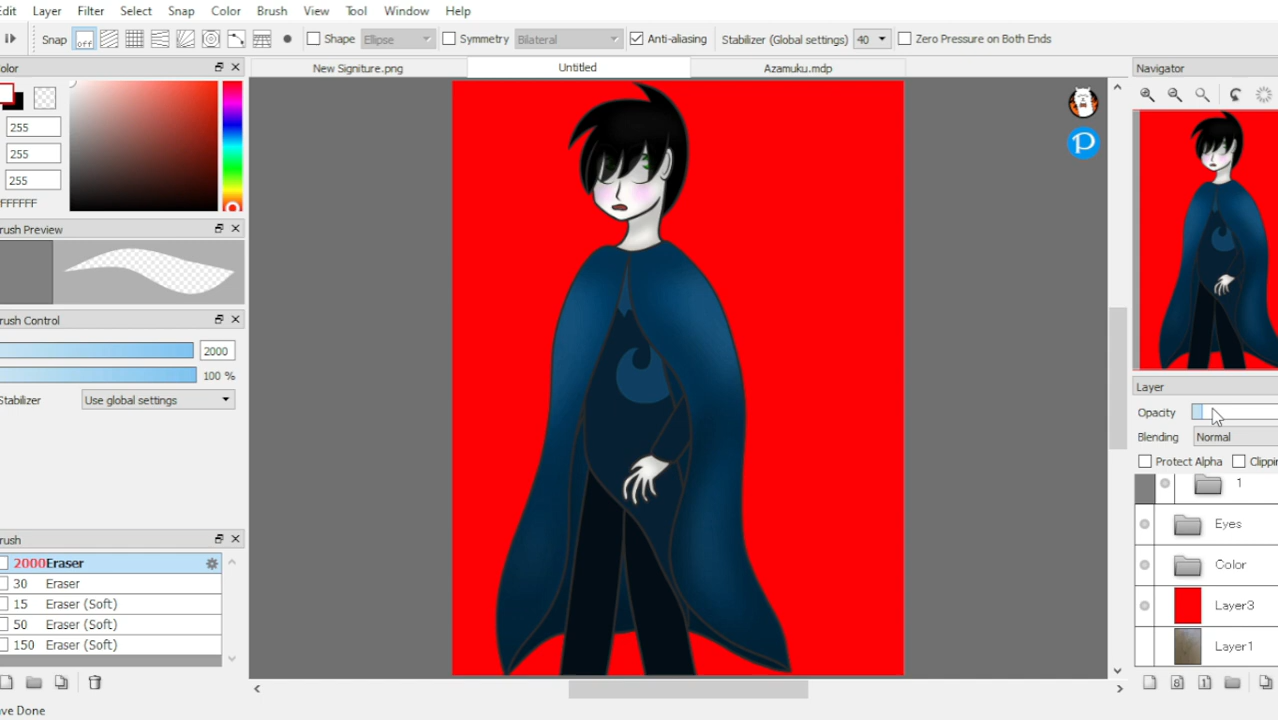 Edit Layer Filter Select Snap Color Brush View Tool Window Help
Snap off Shape Ellipse Symmetry Bilateral Anti-aliasing Stabilizer (Global settings) 40 Zero Pressure on Both Ends
olor
New Signiture.png Untitled Azamuku.mdp
Navigator
255
255
255
FFFFFF
rush Preview
rush Control
2000
100 %
Stabilizer Use global settings
Layer
Opacity
Blending Normal
Protect Alpha Clippi
1
Eyes
Color
Layer3
Layer1
rush
2000Eraser
30 Eraser
15 Eraser (Soft)
50 Eraser (Soft)
150 Eraser (Soft)
ave Done